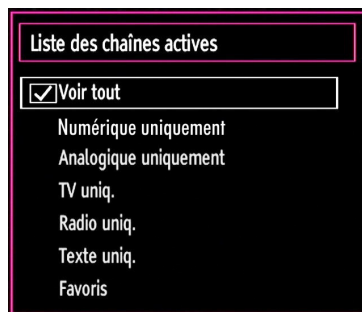 Liste des chaînes actives
Voir tout
Numérique uniquement
Analogique uniquement
TV uniq.
Radio uniq.
Texte uniq.
Favoris